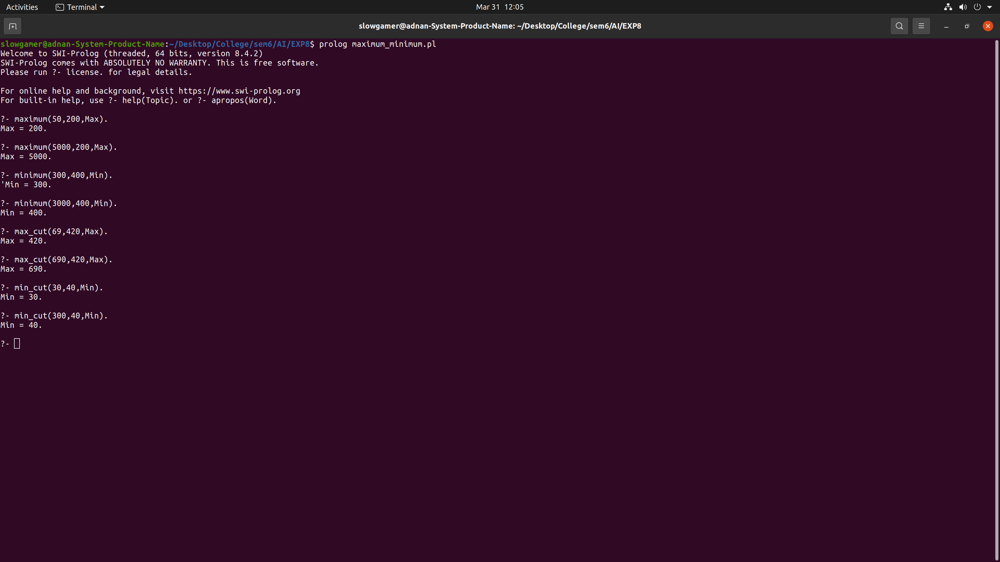 Activities Terminal Mar 31 12:05
slowgamer@adnan-System-Product-Name: ~/Desktop/College/sem6/AI/EXP8
slowgamer@adnan-System-Product-Name:~/Desktop/College/sem6/AI/EXP8$ prolog maximum_minimum.pl
Welcome to SWI-Prolog (threaded, 64 bits, version 8.4.2)
SWI-Prolog comes with ABSOLUTELY NO WARRANTY. This is free software.
Please run ?- license. for legal details.
For online help and background, visit https://www.swi-prolog.org
For built-in help, use ?- help(Topic). or ?- apropos(Word).
?- maximum(50,200,Max).
Max = 200.
?- maximum(5000,200,Max).
Max = 5000.
?- minimum(300,400,Min).
'Min = 300.
?- minimum(3000,400,Min).
Min = 400.
?- max_cut(69,420,Max).
Max = 420.
?- max_cut(690,420,Max).
Max = 690.
?- min_cut(30,40,Min).
Min = 30.
?- min_cut(300,40,Min).
Min = 40.
?-